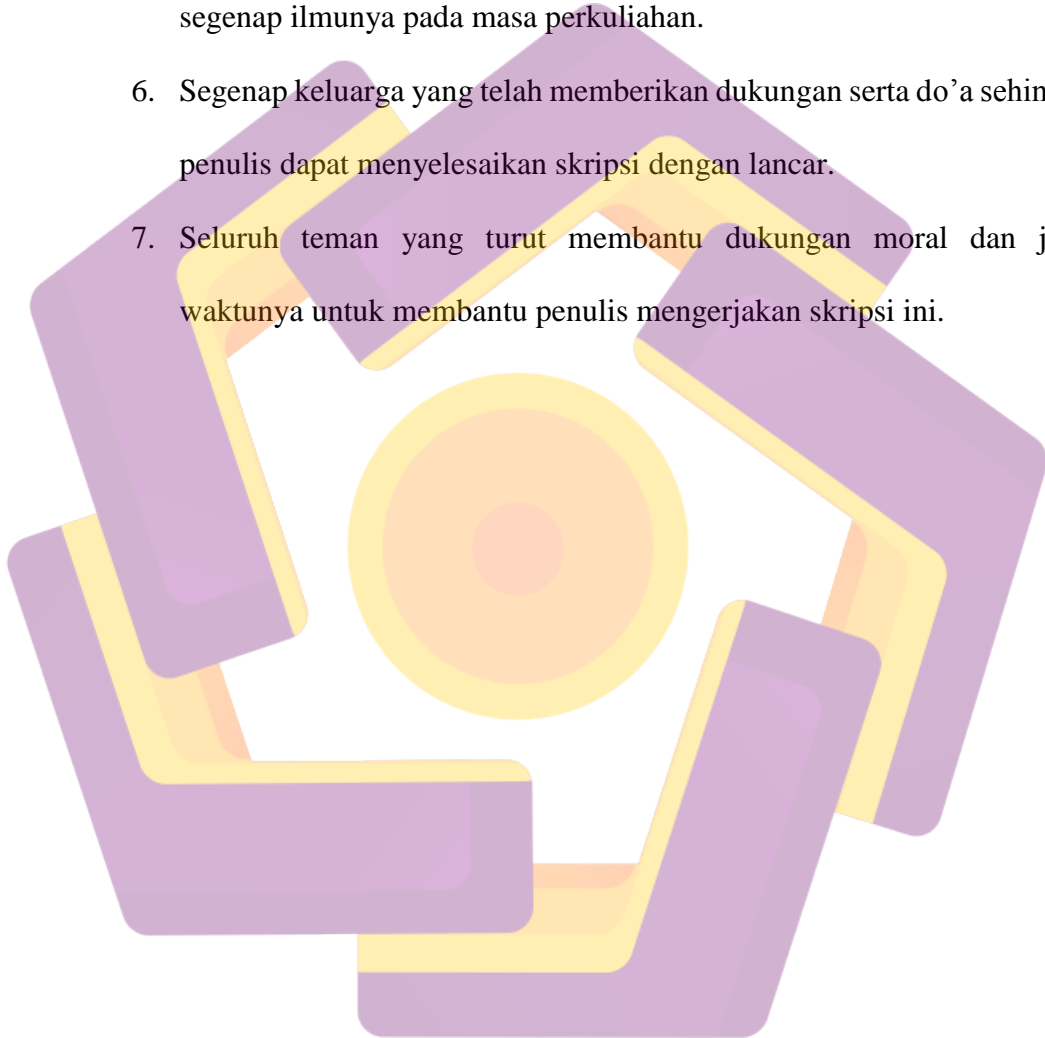 segenap ilmunya pada masa perkuliahan.
6. Segenap keluarga yang telah memberikan dukungan serta do’a sehin
penulis dapat menyelesaikan skripsi dengan lancar.
7. Seluruh teman yang turut membantu dukungan moral dan j
waktunya untuk membantu penulis mengerjakan skripsi ini.